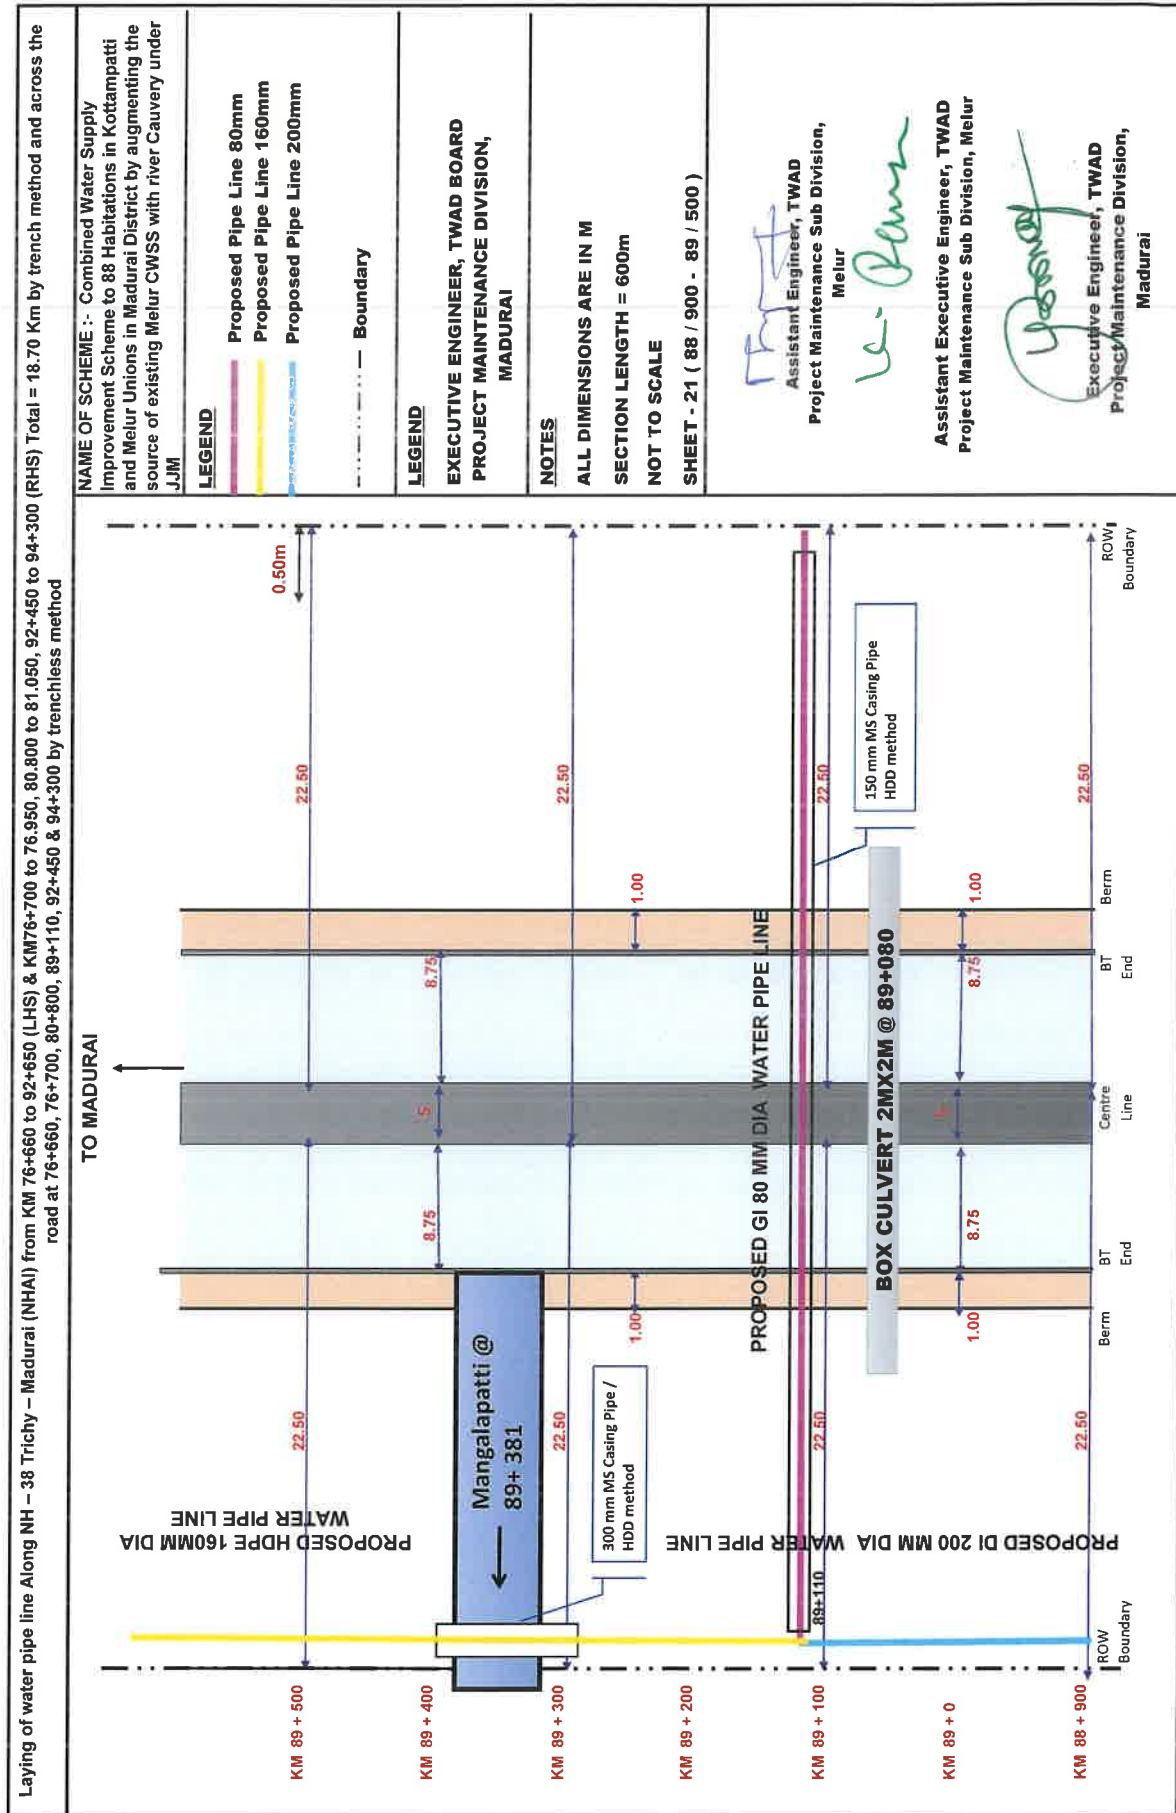 Laying of water pipe line Along NH – 38 Trichy – Madurai (NHAI) from KM 76+660 to 92+650 (LHS) & KM76+700 to 76.950, 80.800 to 81.050, 92+450 to 94+300 (RHS) Total = 18.70 Km by trench method and across the
road at 76+660, 76+700, 80+800, 89+110, 92+450 & 94+300 by trenchless method
TO MADURAI
NAME OF SCHEME :- Combined Water Supply
Improvement Scheme to 88 Habitations in Kottampatti
and Melur Unions in Madurai District by augmenting the
source of existing Melur CWSS with river Cauvery under
JJM
LEGEND
Proposed Pipe Line 80mm
Proposed Pipe Line 160mm
Proposed Pipe Line 200mm
Boundary
LEGEND
EXECUTIVE ENGINEER, TWAD BOARD
PROJECT MAINTENANCE DIVISION,
MADURAI
NOTES
ALL DIMENSIONS ARE IN M
SECTION LENGTH = 600m
NOT TO SCALE
SHEET - 21 ( 88 / 900 - 89 / 500 )
Assistant Engineer, TWAD
Project Maintenance Sub Division,
Melur
Assistant Executive Engineer, TWAD
Project Maintenance Sub Division, Melur
Executive Engineer, TWAD
Project Maintenance Division,
Madurai
KM 89 + 500
KM 89 + 400
KM 89 + 300
KM 89 + 200
KM 89 + 100
KM 89 + 0
KM 88 + 900
PROPOSED HDPE 160MM DIA
WATER PIPE LINE
22.50
22.50
0.50m
8.75
5
8.75
Mangalapatti @
89+ 381
22.50
22.50
300 mm MS Casing Pipe /
HDD method
1.00
1.00
PROPOSED GI 80 MM DIA WATER PIPE LINE
PROPOSED DI 200 MM DIA WATER PIPE LINE
89+110
22.50
22.50
150 mm MS Casing Pipe
HDD method
BOX CULVERT 2MX2M @ 89+080
1.00
8.75
8.75
1.00
22.50
22.50
ROW
Boundary
Berm
BT
End
Centre
Line
BT
End
Berm
ROW
Boundary